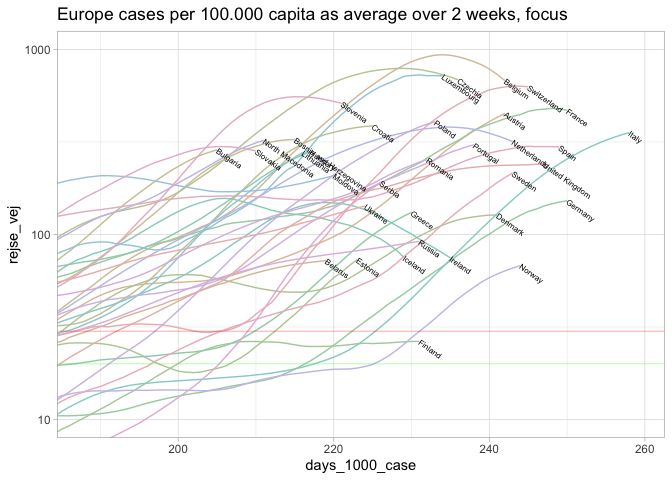 Europe cases per 100.000 capita as average over 2 weeks, focus
1000
100
10
rejse_vej
200
220
240
260
days_1000_case
Belgium
Czechia
Luxembourg
Switzerland
Slovenia
France
Austria
Croatia
Poland
Italy
Bulgaria
Slovakia
North Macedonia
Lithuania
Moldova
Netherlands
Portugal
Spain
Romania
United Kingdom
Serbia
Sweden
Ukraine
Greece
Germany
Denmark
Russia
Belarus
Estonia
Iceland
Ireland
Norway
Finland